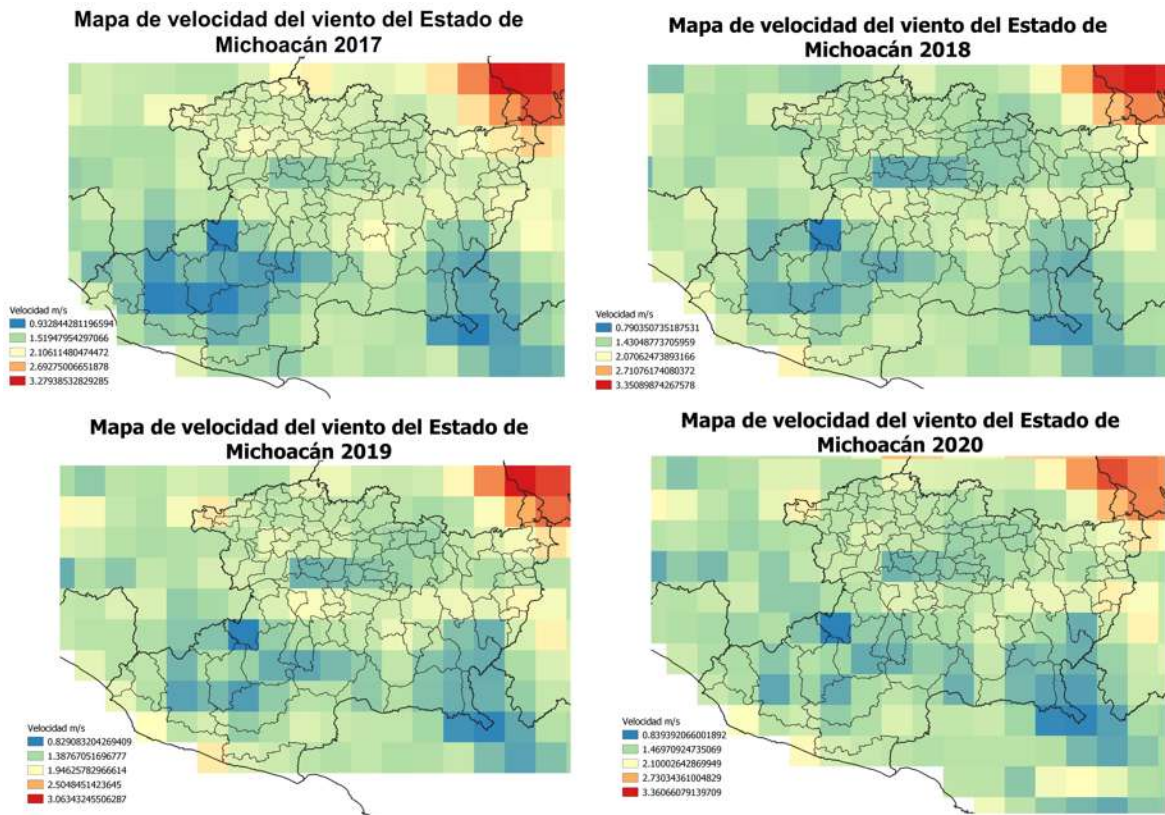 Mapa de velocidad del viento del Estado de
Michoacán 2017
Velocidad m/s
0.932844281196594
1.51947954297066
2.10611480474472
2.69275006651878
3.27938532829285
Mapa de velocidad del viento del Estado de
Michoacán 2018
Velocidad m/s
0.790350735187531
1.43048773705959
2.07062473893166
2.71076174080372
3.35089874267578
Mapa de velocidad del viento del Estado de
Michoacán 2019
Velocidad m/s
0.829083204269409
1.38767051696777
1.94625782966614
2.5048451423645
3.06343245506287
Mapa de velocidad del viento del Estado de
Michoacán 2020
Velocidad m/s
0.839392066001892
1.46970924735069
2.10002642869949
2.73034361004829
3.36066079139709